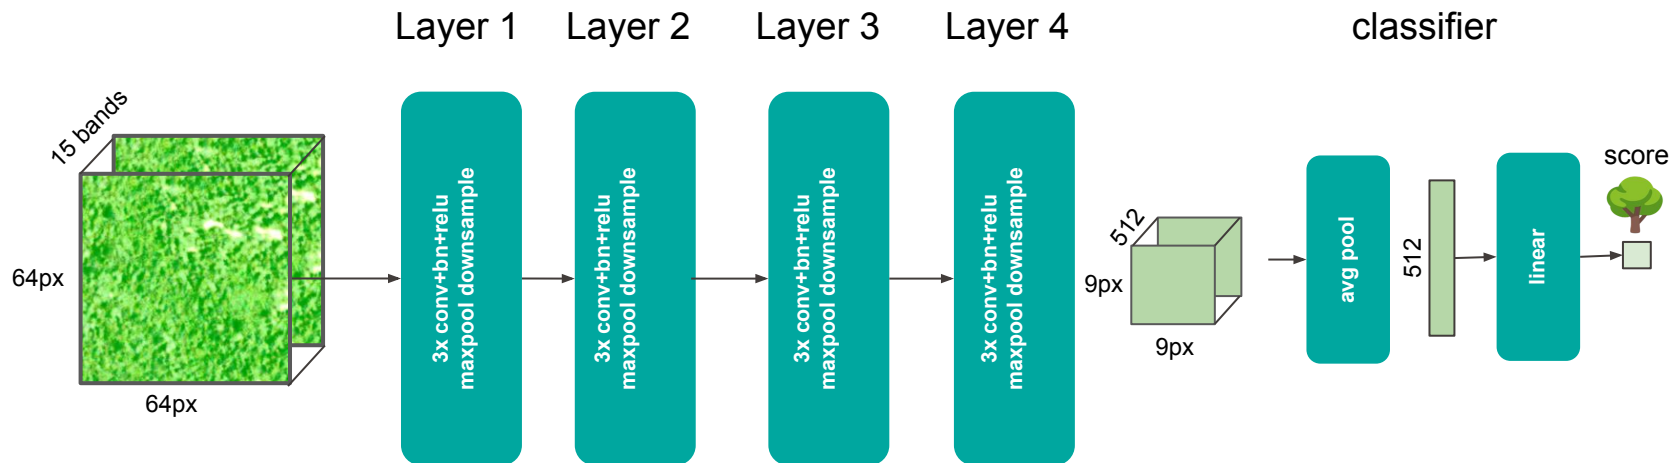 Layer 1
Layer 2
Layer 3
Layer 4
classifier
15 bands
64px
64px
3x conv+bn+relu
maxpool downsample
3x conv+bn+relu
maxpool downsample
3x conv+bn+relu
maxpool downsample
3x conv+bn+relu
maxpool downsample
512
9px
9px
avg pool
512
linear
score